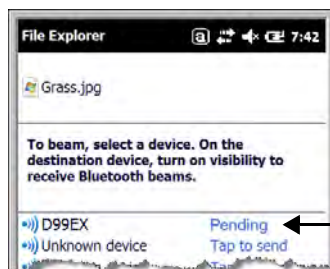 File Explorer 7:42
Grass.jpg
To beam, select a device. On the
destination device, turn on visibility to
receive Bluetooth beams.
D99EX Pending
Unknown device Tap to send